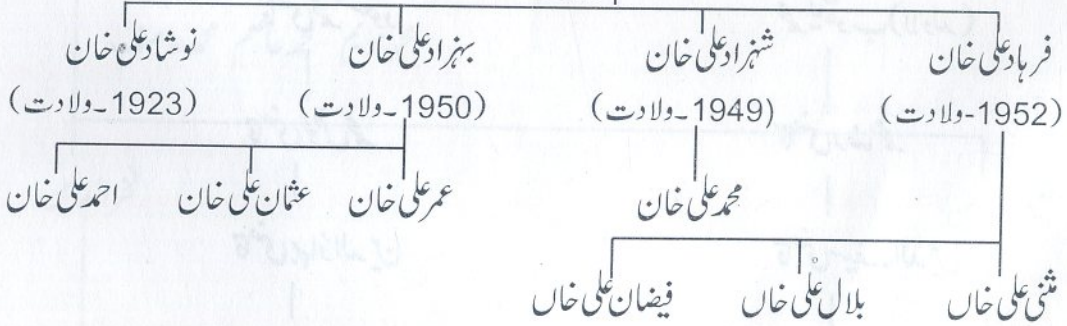 فرہاد علی خان شہزاد علی خان بہزاد علی خان نوشاد علی خان
(1952-ولادت) (1949-ولادت) (1950-ولادت) (1923-ولادت)
محمد علی خان عمر علی خان عثمان علی خان احمد علی خان
مثنی علی خاں بلال علی خاں فیضان علی خاں